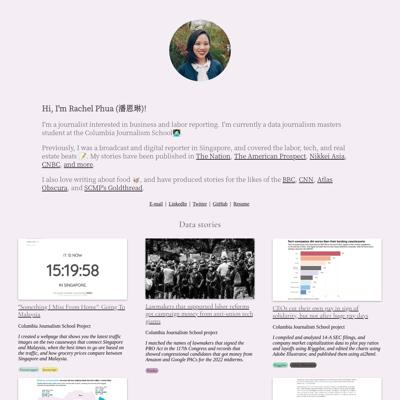 Hi, I'm Rachel Phua (潘恩琳)!
I'm a journalist interested in business and labor reporting. I'm currently a data journalism masters
student at the Columbia Journalism School
Previously, I was a broadcast and digital reporter in Singapore, and covered the labor, tech, and real
estate beats. My stories have been published in The Nation, The American Prospect, Nikkei Asia,
CNBC, and more.
I also love writing about food, and have produced stories for the likes of the BBC, CNN, Atlas
Obscura, and SCMP's Goldthread.
E-mail | LinkedIn | Twitter | GitHub | Resume
Data stories
IT IS NOW
15:19:58
IN SINGAPORE.
"Something I Miss From Home": Going To
Malaysia
Columbia Journalism School Project
I created a webpage that shows you the latest traffic
images on the two causeways that connect Singapore
and Malaysia, when the best times to go are based on
the traffic, and how grocery prices compare between
Singapore and Malaysia.
Lawmakers that supported labor reforms
got campaign money from anti-union tech
giants
Columbia Journalism School project
I matched the names of lawmakers that signed the
PRO Act in the 117th Congress and records that
showed congressional candidates that got money from
Amazon and Google PACs for the 2022 midterms.
Tech companies did worse than their banking counterparts
CEOs cut their own pay in sign of
solidarity, but not after huge pay days
Columbia Journalism School project
I compiled and analyzed 14-A SEC filings, and
company market capitalization data to plot pay ratios
and layoffs using R/ggplot, and edited the charts using
Adobe Illustrator, and published them using ai2html.